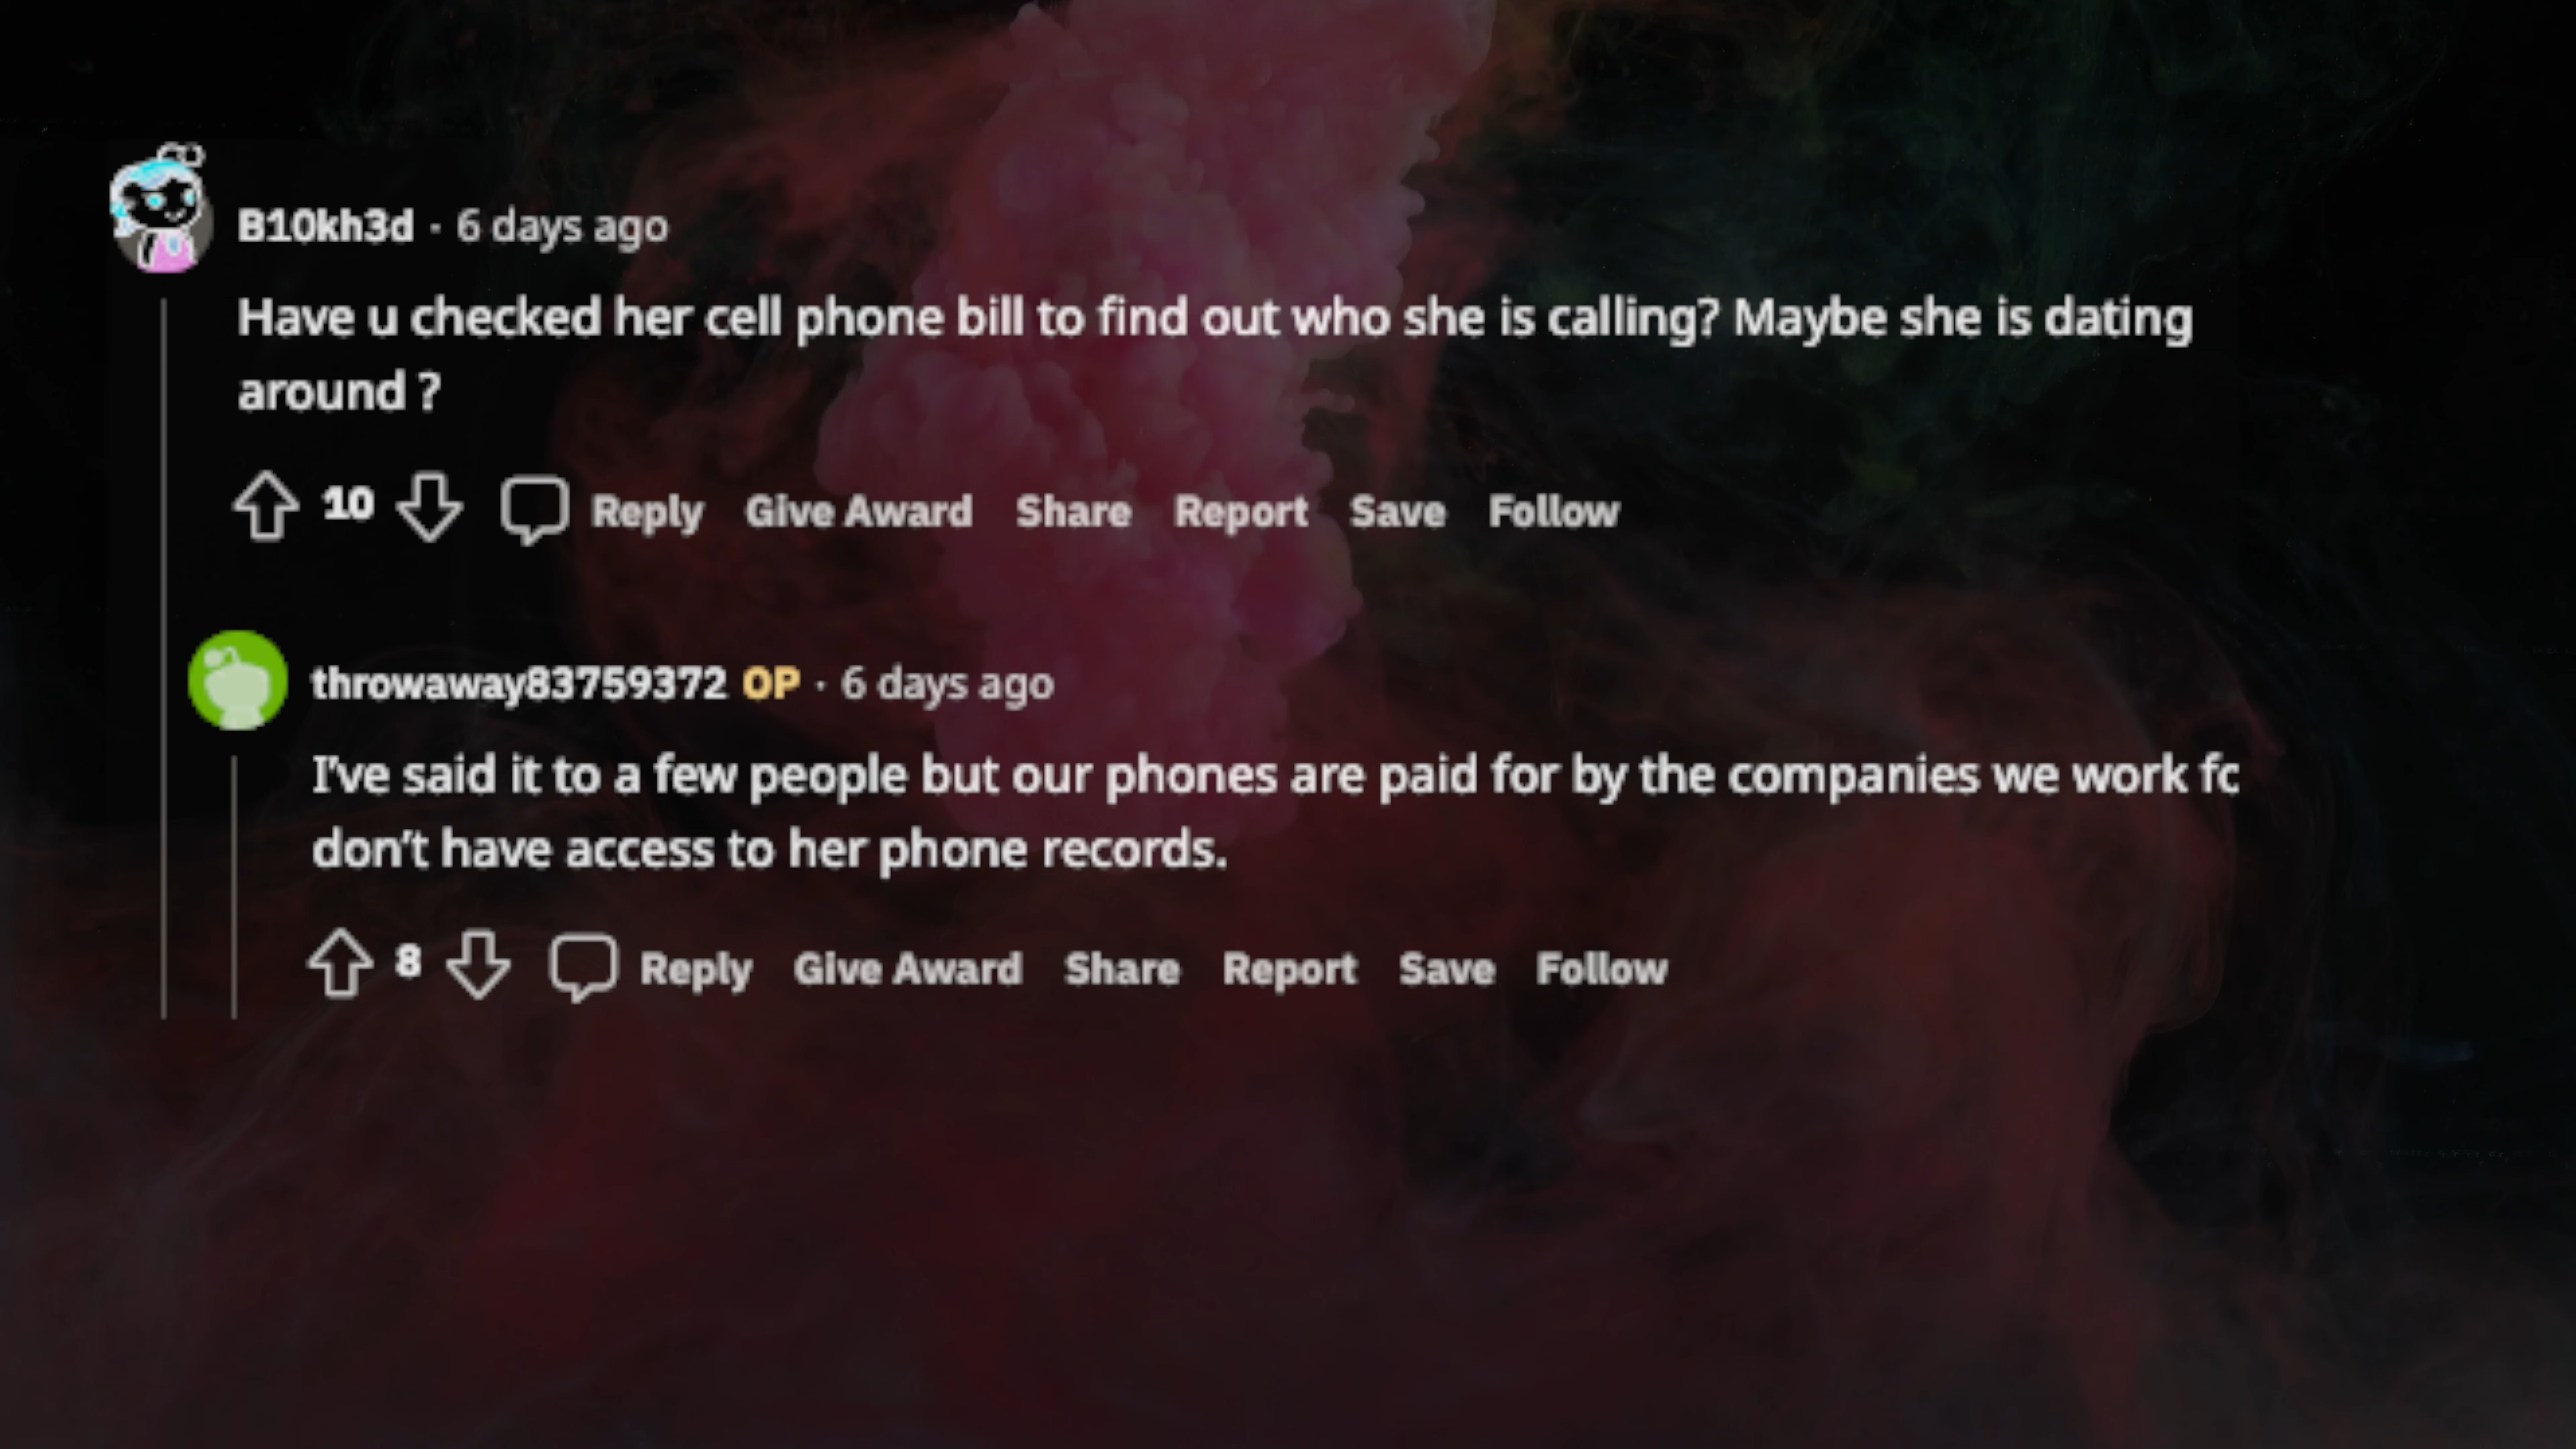 B10kh3d · 6 days ago
Have u checked her cell phone bill to find out who she is calling? Maybe she is dating
around ?
10 Reply Give Award Share Report Save Follow
throwaway83759372 OP · 6 days ago
I've said it to a few people but our phones are paid for by the companies we work fc
don't have access to her phone records.
8 Reply Give Award Share Report Save Follow